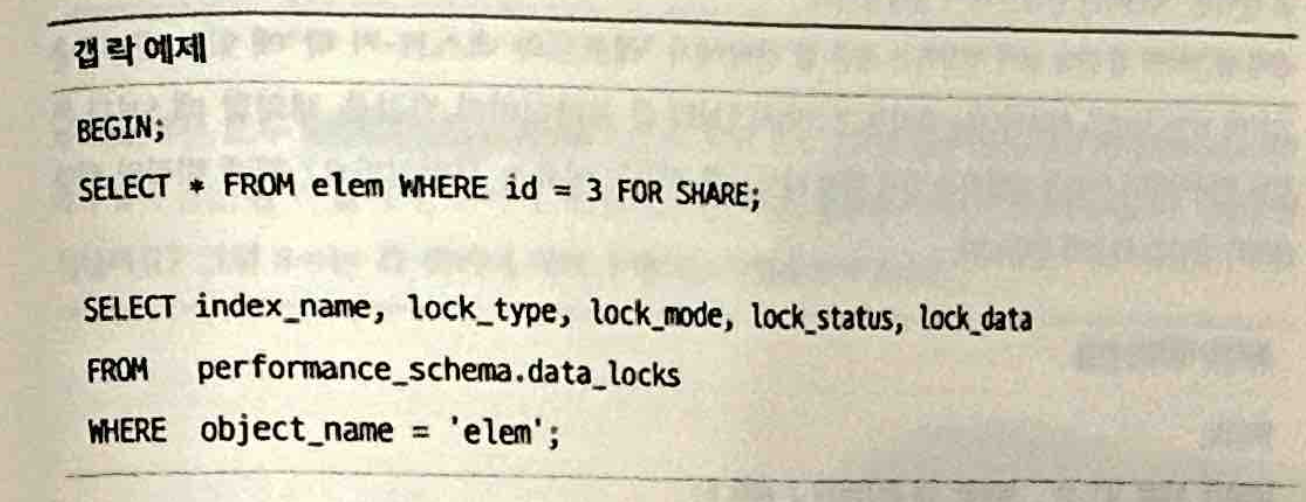 갭 락 예제
BEGIN;
SELECT * FROM elem WHERE id = 3 FOR SHARE;
SELECT index_name, lock_type, lock_mode, lock_status, lock_data
FROM performance_schema.data_locks
WHERE object_name = 'elem';